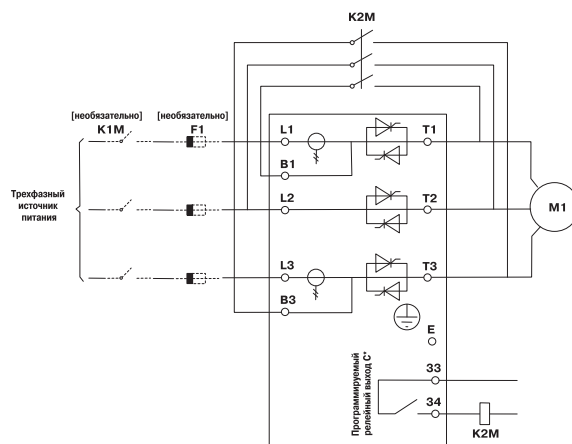 K2M
[необязательно]
K1M
[необязательно]
F1
L1
T1
B1
Трехфазный
источник
питания
L2
T2
M1
L3
T3
B3
E
Программируемый
релейный выход C*
33
34
K2M